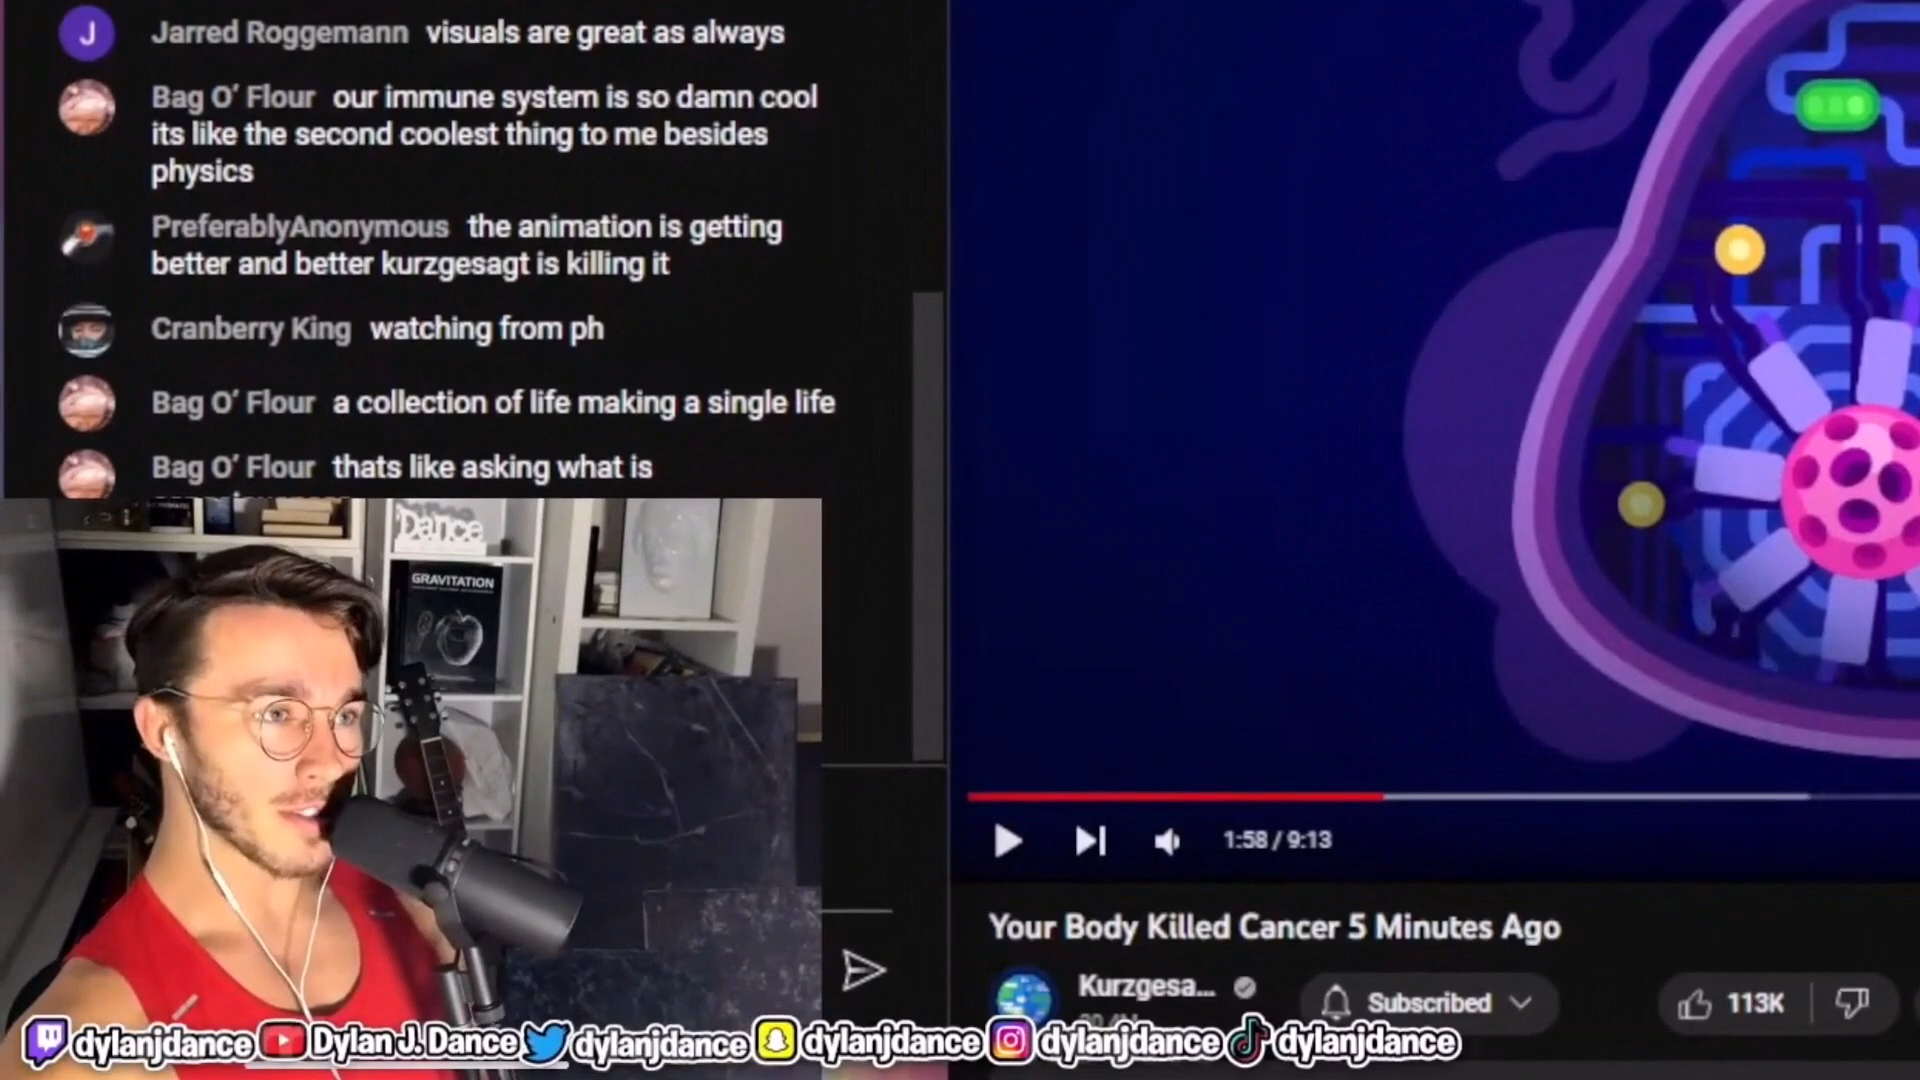 J Jarred Roggemann visuals are great as always
Bag O' Flour our immune system is so damn cool
its like the second coolest thing to me besides
physics
PreferablyAnonymous the animation is getting
better and better kurzgesagt is killing it
Cranberry King watching from ph
Bag O' Flour a collection of life making a single life
Bag O' Flour thats like asking what is
Dance
GRAVITATION
1:58 / 9:13
Your Body Killed Cancer 5 Minutes Ago
Kurzgesa...
Subscribed
113K
dylanjdance Dylan J. Dance dylanjdance dylanjdance dylanjdance dylanjdance